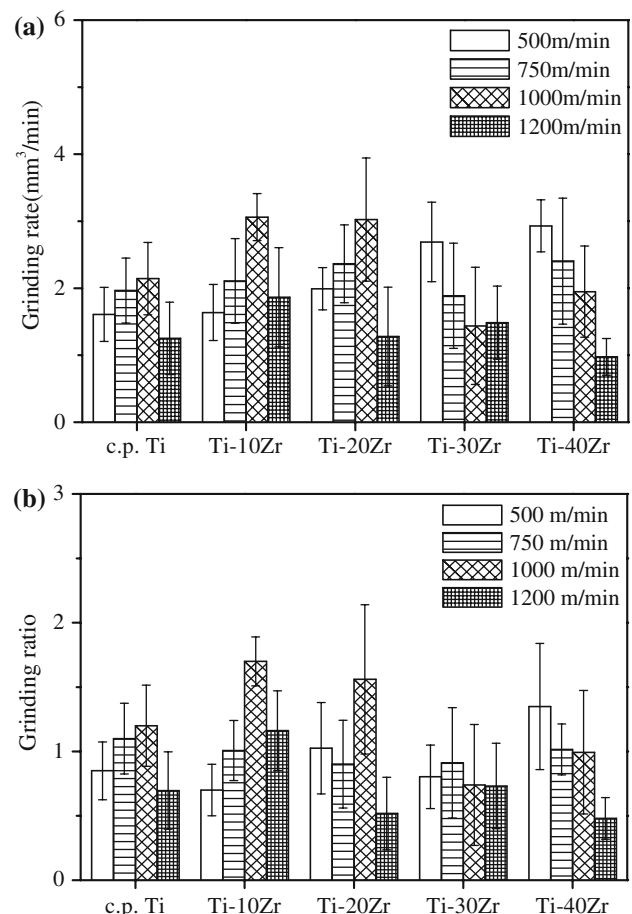 (a)
6
4
2
0
Grinding rate(mm³/min)
500m/min
750m/min
1000m/min
1200m/min
c.p. Ti Ti-10Zr Ti-20Zr Ti-30Zr Ti-40Zr
(b)
3
2
1
0
Grinding ratio
500 m/min
750 m/min
1000 m/min
1200 m/min
c.p. Ti Ti-10Zr Ti-20Zr Ti-30Zr Ti-40Zr